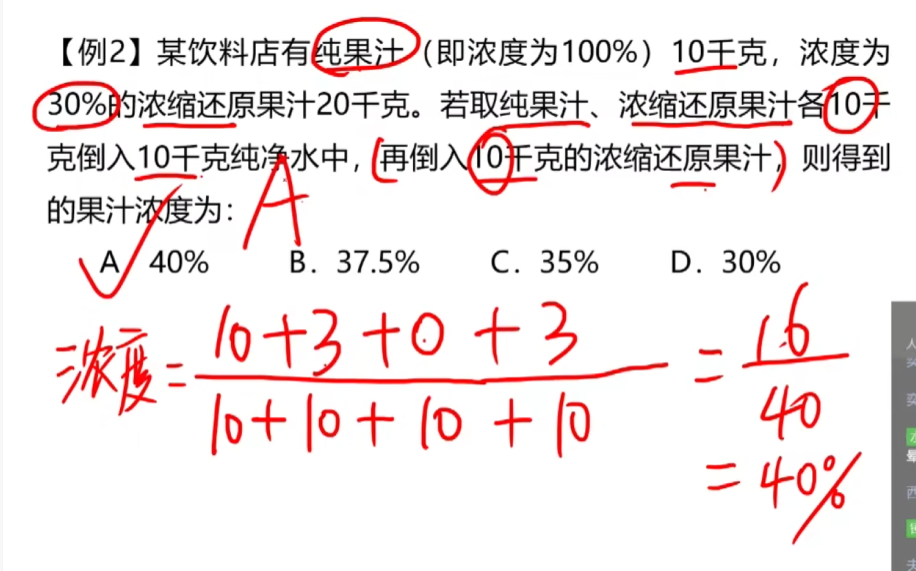 【例2】某饮料店有纯果汁（即浓度为100%）10千克，浓度为
30%的浓缩还原果汁20千克。若取纯果汁、浓缩还原果汁各10千
克倒入10千克纯净水中，（再倒入10千克的浓缩还原果汁）则得到
的果汁浓度为：
A
A 40% B. 37.5% C. 35% D. 30%
浓度= 10+3+0+3 = 16
10+10+10+10 40
=40%